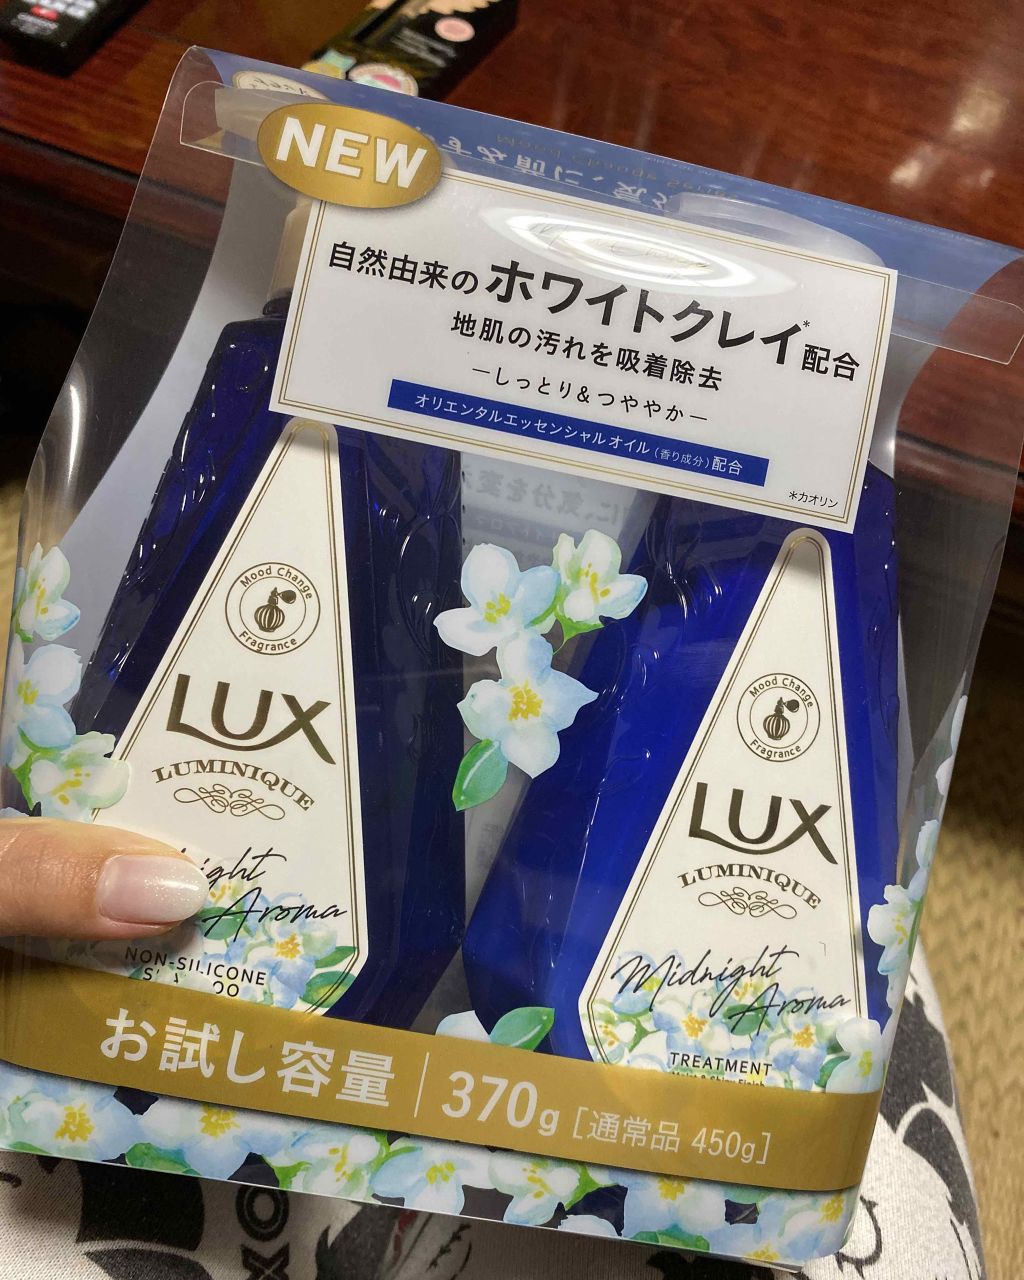 NEW
自然由来のホワイトクレイ*配合
地肌の汚れを吸着除去
—しっとり&つややか—
オリエンタルエッセンシャルオイル(香り成分)配合
*カオリン
Mood Change
Fragrance
LUX
LUMINIQUE
Aroma
NON-SILICONE
Mood Change
Fragrance
LUX
LUMINIQUE
Midnight
Aroma
TREATMENT
お試し容量 | 370g [通常品 450g]